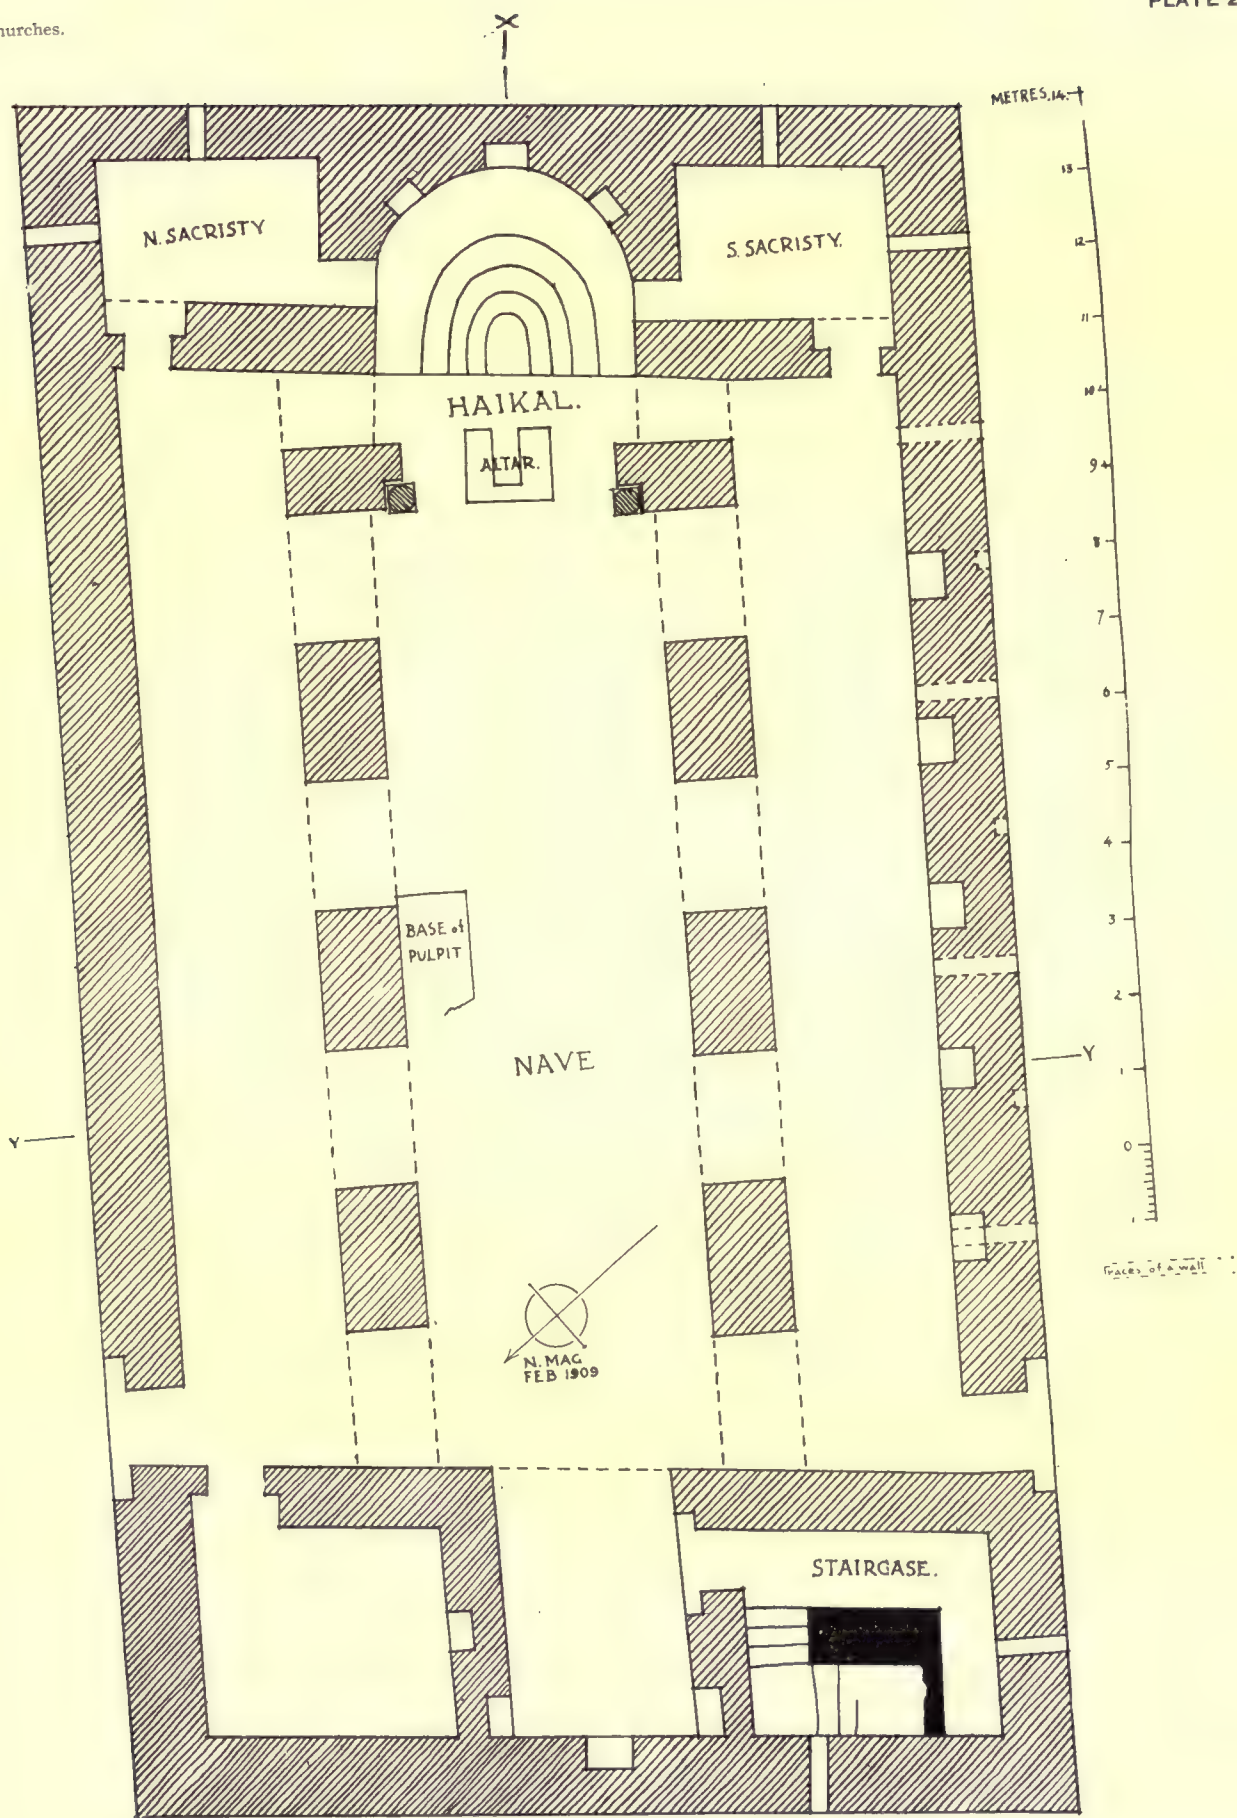 PLATE 2
hurches.
X
METRES.14.
13
N. SACRISTY
S. SACRISTY.
12
11
10
HAIKAL.
ALTAR.
9
8
7
6
5
4
BASE of
PULPIT
3
2
NAVE
Y
1
Y
0
1
Traces of a wall
N. MAG
FEB 1909
STAIRCASE.